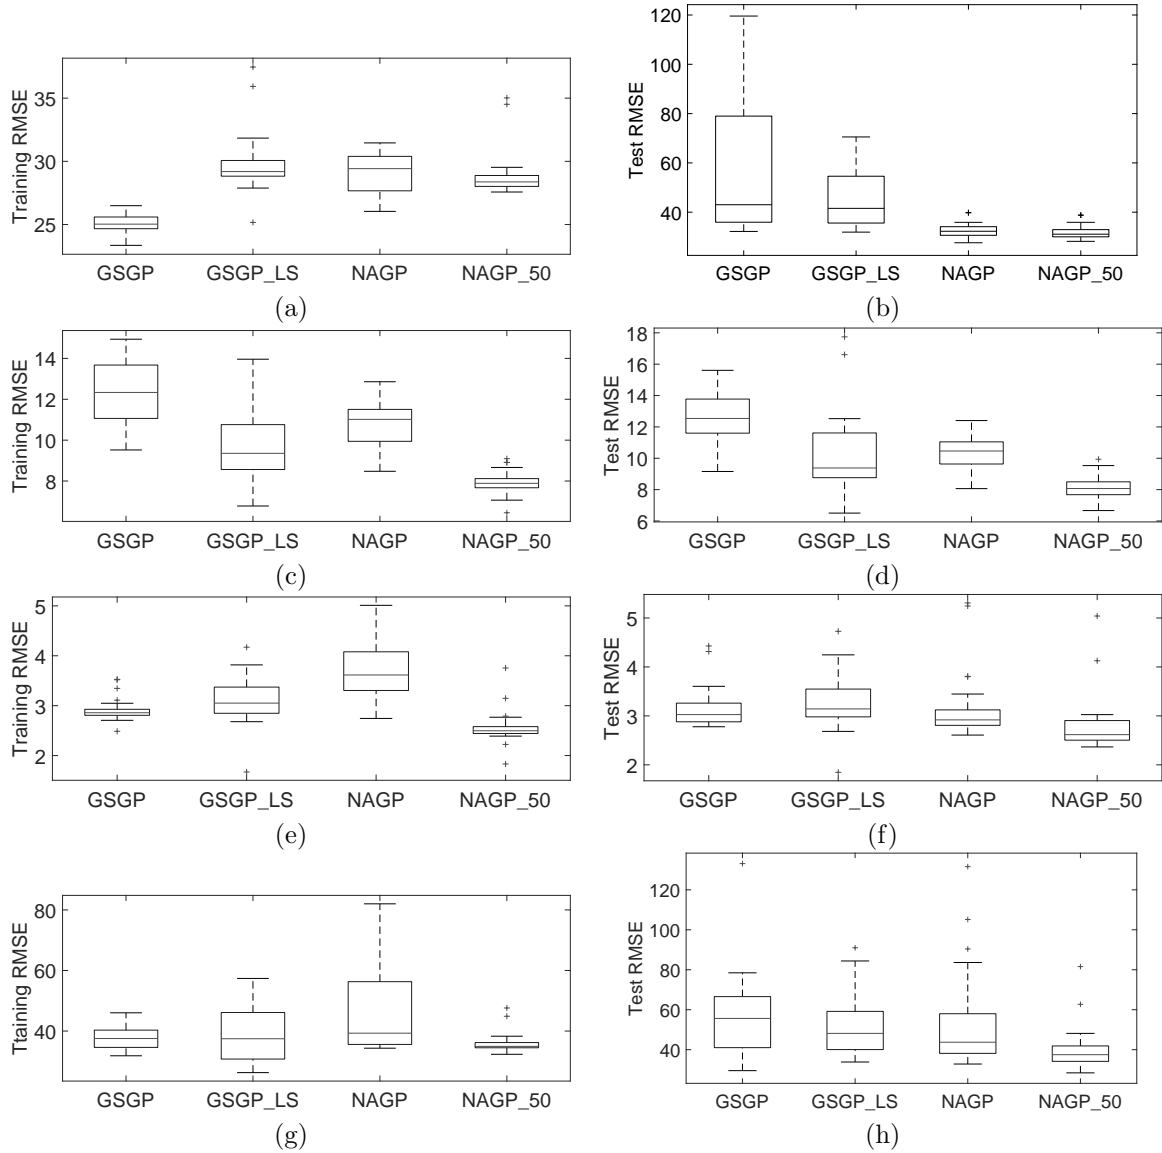 Training RMSE
35
30
25
GSGP GSGP_LS NAGP NAGP_50
(a)
Test RMSE
120
100
80
60
40
GSGP GSGP_LS NAGP NAGP_50
(b)
Training RMSE
14
12
10
8
GSGP GSGP_LS NAGP NAGP_50
(c)
Test RMSE
18
16
14
12
10
8
6
GSGP GSGP_LS NAGP NAGP_50
(d)
Training RMSE
5
4
3
2
GSGP GSGP_LS NAGP NAGP_50
(e)
Test RMSE
5
4
3
2
GSGP GSGP_LS NAGP NAGP_50
(f)
Ttaining RMSE
80
60
40
GSGP GSGP_LS NAGP NAGP_50
(g)
Test RMSE
120
100
80
60
40
GSGP GSGP_LS NAGP NAGP_50
(h)